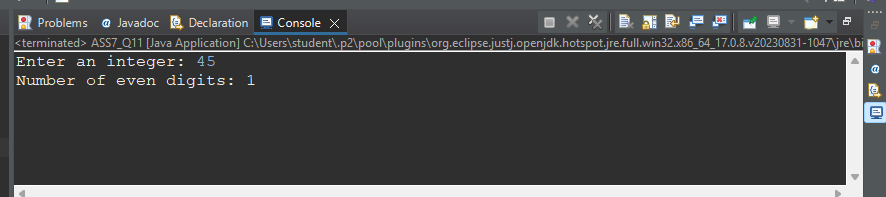 Problems @ Javadoc Declaration Console
<terminated> ASS7_Q11 [Java Application] C:\Users\student\.p2\pool\plugins\org.eclipse.justj.openjdk.hotspot.jre.full.win32.x86_64_17.0.8.v20230831-1047\jre\bi
Enter an integer: 45
Number of even digits: 1